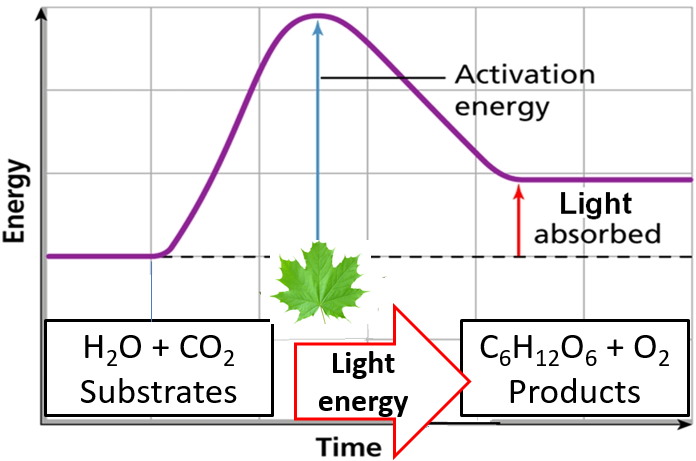 Activation
energy
Energy
Light
absorbed
H₂O + CO₂
Substrates
Light
energy
C₆H₁₂O₆ + O₂
Products
Time